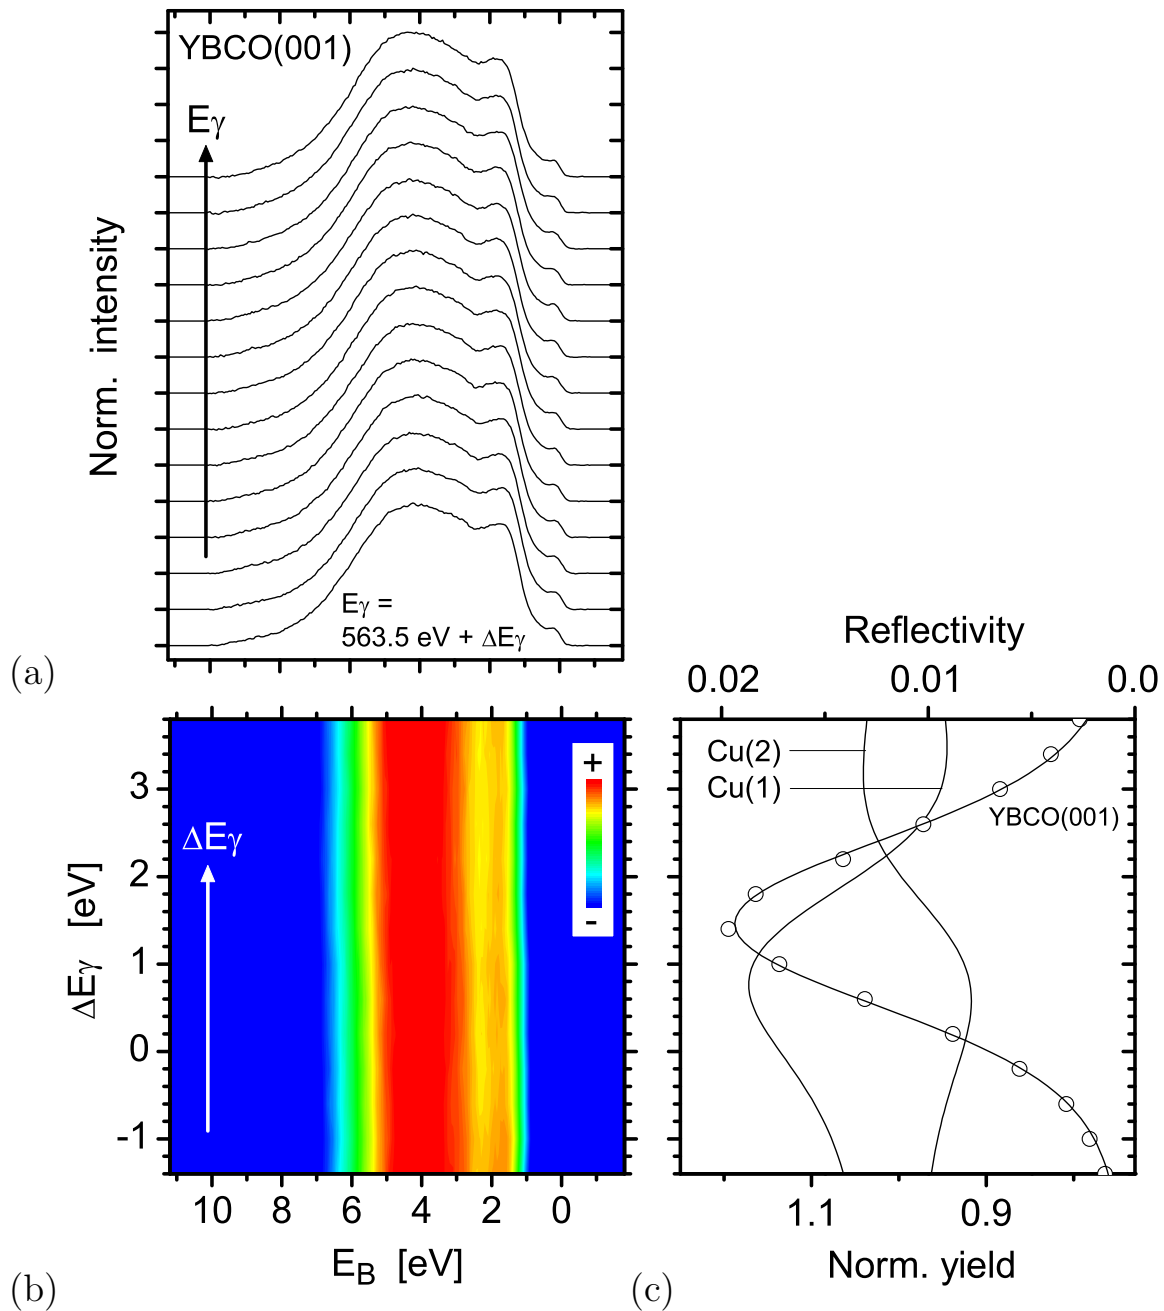 YBCO(001)
Eγ
Norm. intensity
Eγ =
563.5 eV + ΔEγ
(a)
Reflectivity
0.02 0.01 0.0
+
-
ΔEγ
3
2
1
0
-1
ΔEγ [eV]
10 8 6 4 2 0
E_B [eV]
(b)
Cu(2)
Cu(1)
YBCO(001)
1.1 0.9
Norm. yield
(c)